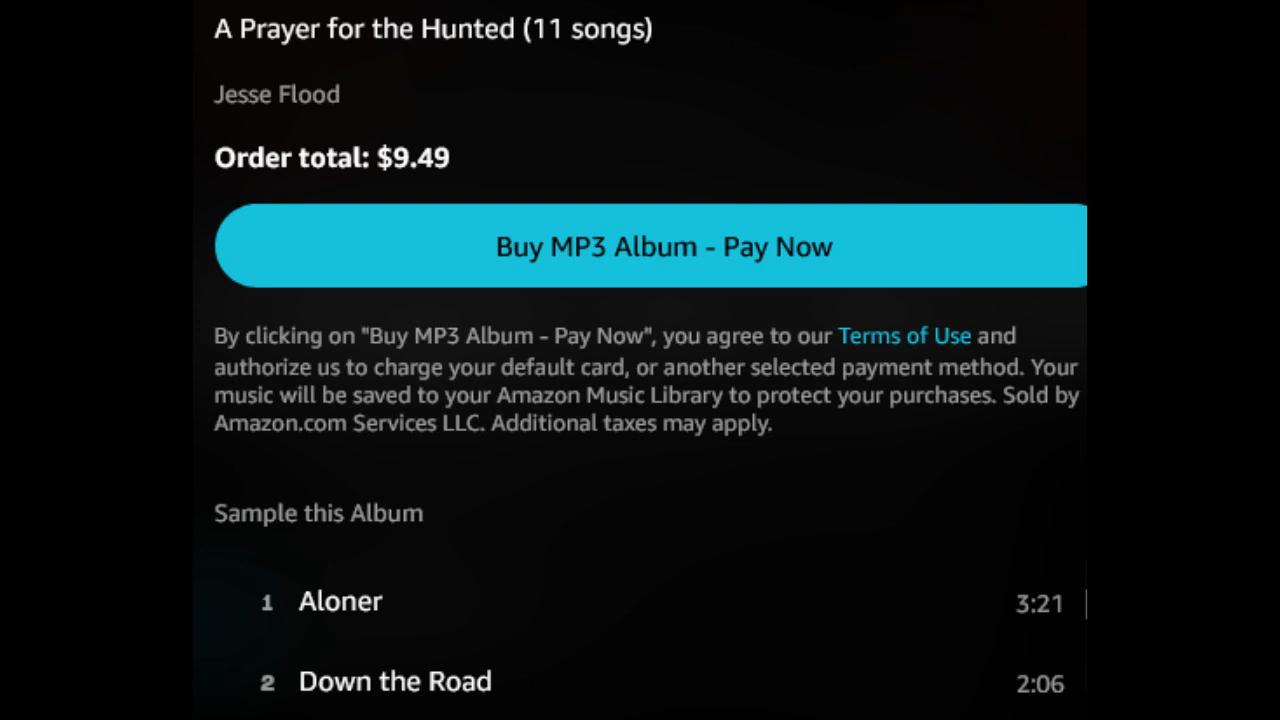 A Prayer for the Hunted (11 songs)
Jesse Flood
Order total: $9.49
Buy MP3 Album - Pay Now
By clicking on "Buy MP3 Album - Pay Now", you agree to our Terms of Use and
authorize us to charge your default card, or another selected payment method. Your
music will be saved to your Amazon Music Library to protect your purchases. Sold by
Amazon.com Services LLC. Additional taxes may apply.
Sample this Album
1 Aloner 3:21
2 Down the Road 2:06